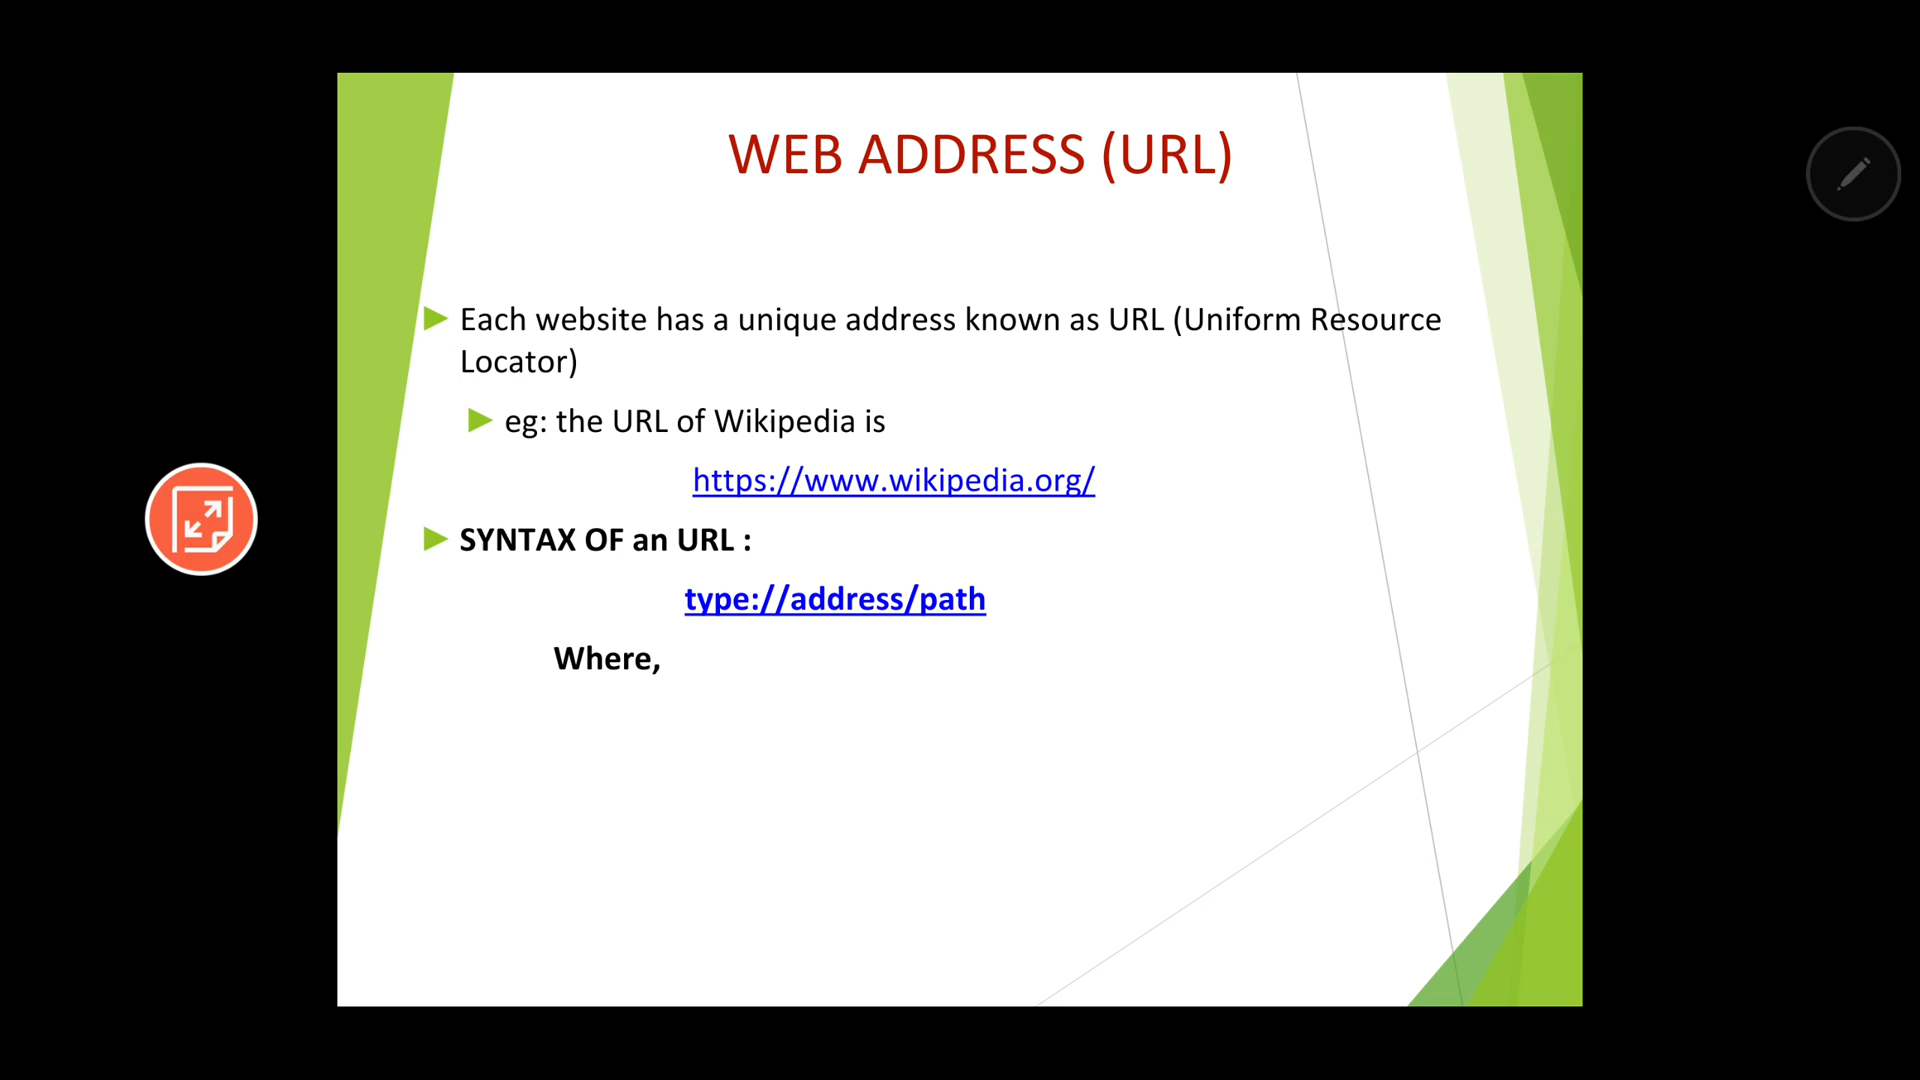 WEB ADDRESS (URL)
Each website has a unique address known as URL (Uniform Resource
Locator)
eg: the URL of Wikipedia is
https://www.wikipedia.org/
SYNTAX OF an URL :
type://address/path
Where,